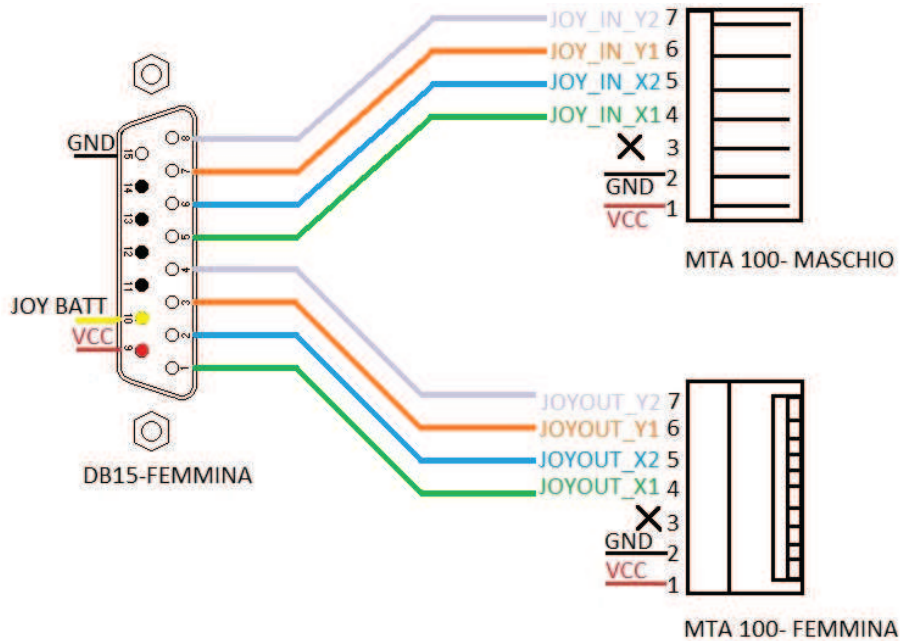 JOY_IN_Y2 7
JOY_IN_Y1 6
JOY_IN_X2 5
JOY_IN_X1 4
3
GND 2
VCC 1
MTA 100- MASCHIO
GND
JOY BATT
VCC
15
14
13
12
11
10
9
8
7
6
5
4
3
2
1
DB15-FEMMINA
JOYOUT_Y2 7
JOYOUT_Y1 6
JOYOUT_X2 5
JOYOUT_X1 4
3
GND 2
VCC 1
MTA 100- FEMMINA